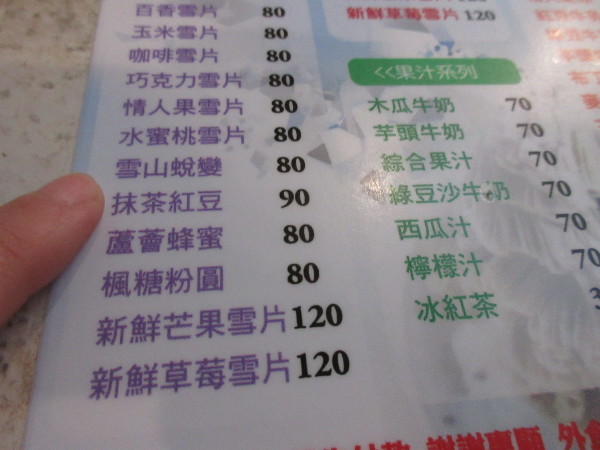 百香雪片 80
玉米雪片 80
咖啡雪片 80
巧克力雪片 80
情人果雪片 80
水蜜桃雪片 80
雪山蛻變 80
抹茶紅豆 90
蘆薈蜂蜜 80
楓糖粉圓 80
新鮮芒果雪片 120
新鮮草莓雪片 120
新鮮草莓雪片 120
<<果汁系列
木瓜牛奶 70
芋頭牛奶 70
綜合果汁 70
綠豆沙牛奶 70
西瓜汁 70
檸檬汁 70
冰紅茶
謝謝惠顧